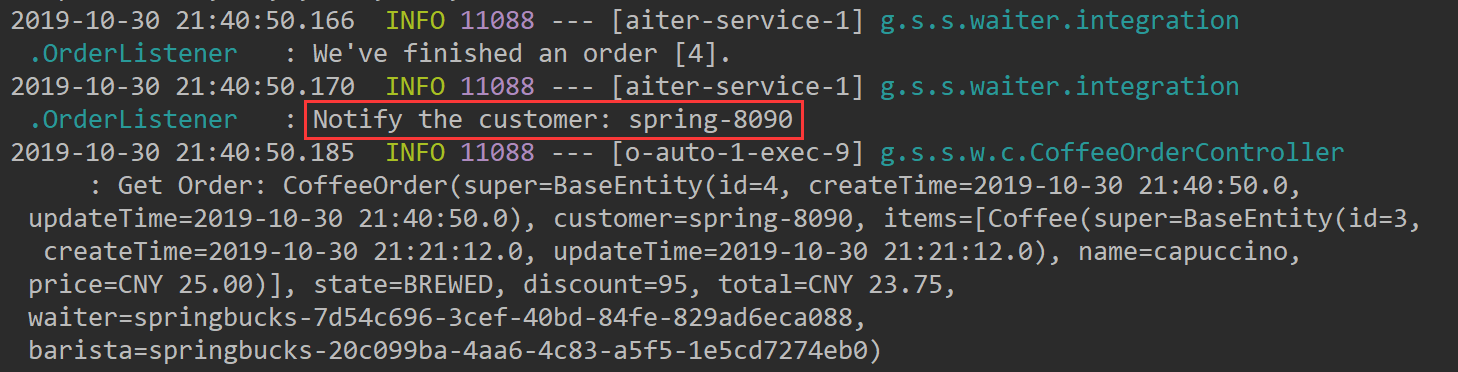 2019-10-30 21:40:50.166  INFO 11088 --- [aiter-service-1] g.s.s.waiter.integration
.OrderListener   : We've finished an order [4].
2019-10-30 21:40:50.170  INFO 11088 --- [aiter-service-1] g.s.s.waiter.integration
.OrderListener   : Notify the customer: spring-8090
2019-10-30 21:40:50.185  INFO 11088 --- [o-auto-1-exec-9] g.s.s.w.c.CoffeeOrderController
: Get Order: CoffeeOrder(super=BaseEntity(id=4, createTime=2019-10-30 21:40:50.0,
updateTime=2019-10-30 21:40:50.0), customer=spring-8090, items=[Coffee(super=BaseEntity(id=3,
createTime=2019-10-30 21:21:12.0, updateTime=2019-10-30 21:21:12.0), name=capuccino,
price=CNY 25.00)], state=BREWED, discount=95, total=CNY 23.75,
waiter=springbucks-7d54c696-3cef-40bd-84fe-829ad6eca088,
barista=springbucks-20c099ba-4aa6-4c83-a5f5-1e5cd7274eb0)